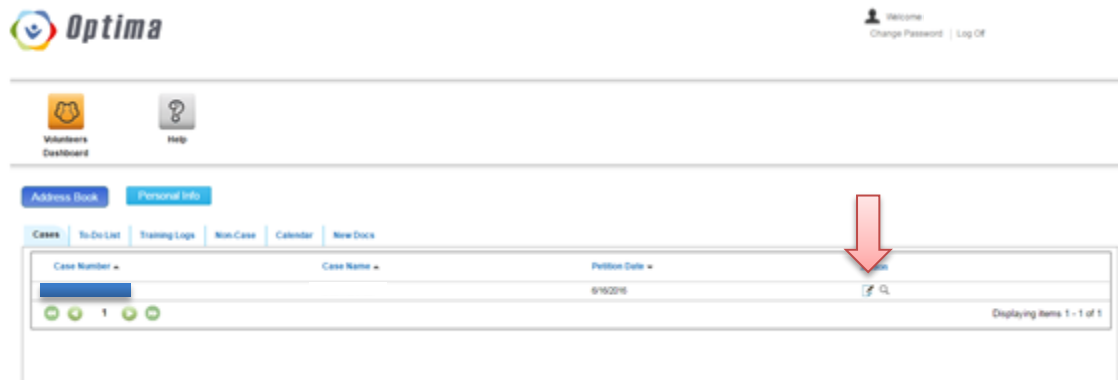 Optima
Welcome
Change Password | Log Off
Volunteers Dashboard
Help
Address Book
Personal Info
Cases
To-Do List
Training Logs
Non-Case
Calendar
New Docs
Case Number
Case Name
Petition Date
6/16/2016
1
Displaying items 1 - 1 of 1